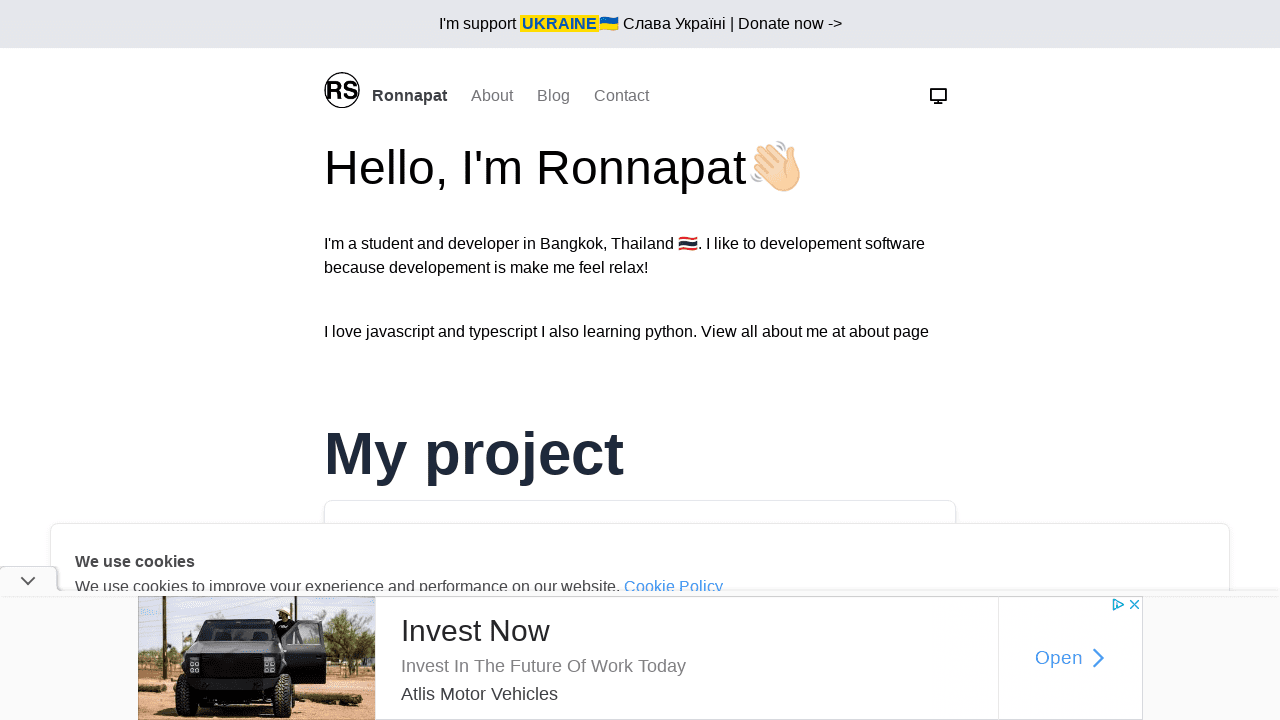 I'm support UKRAINE🇺🇦 Слава Україні | Donate now ->
RS Ronnapat About Blog Contact
Hello, I'm Ronnapat👋🏻
I'm a student and developer in Bangkok, Thailand 🇹🇭. I like to developement software
because developement is make me feel relax!
I love javascript and typescript I also learning python. View all about me at about page
My project
We use cookies
We use cookies to improve your experience and performance on our website. Cookie Policy
Invest Now
Invest In The Future Of Work Today
Atlis Motor Vehicles
Open